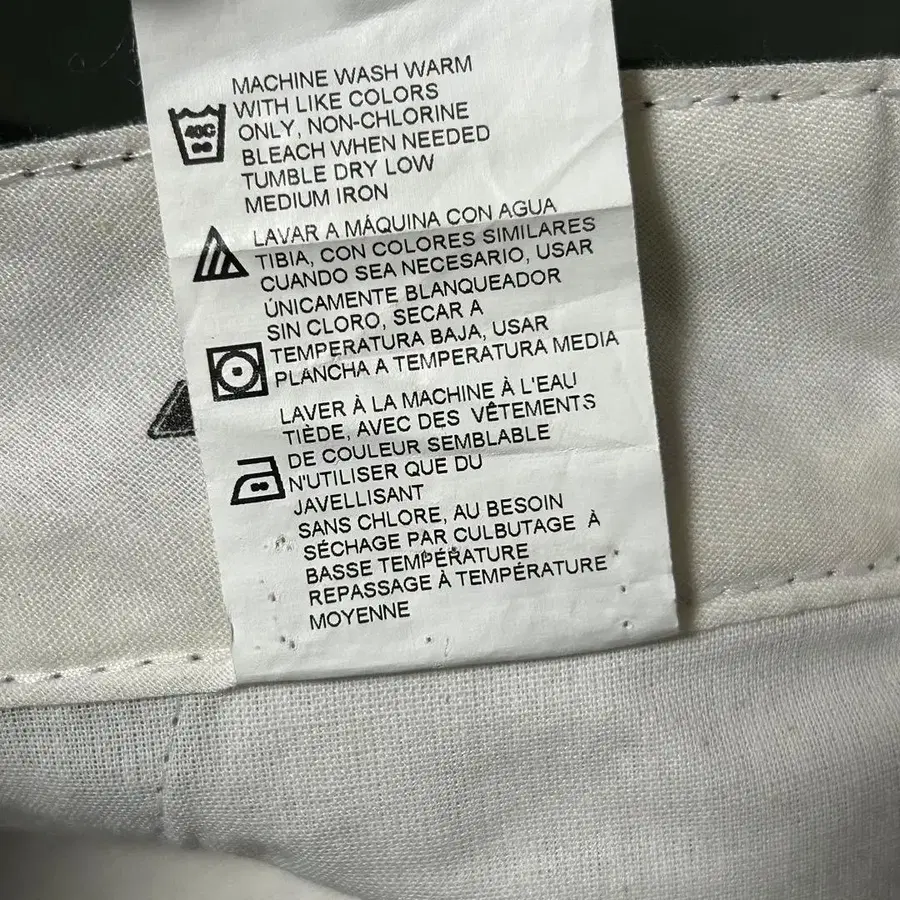 MACHINE WASH WARM
WITH LIKE COLORS
ONLY, NON-CHLORINE
BLEACH WHEN NEEDED
TUMBLE DRY LOW
MEDIUM IRON
40C
LAVAR A MÁQUINA CON AGUA
TIBIA, CON COLORES SIMILARES
CUANDO SEA NECESARIO, USAR
ÚNICAMENTE BLANQUEADOR
SIN CLORO, SECAR A
TEMPERATURA BAJA, USAR
PLANCHA A TEMPERATURA MEDIA
LAVER À LA MACHINE À L'EAU
TIÈDE, AVEC DES VÊTEMENTS
DE COULEUR SEMBLABLE
N'UTILISER QUE DU
JAVELLISANT
SANS CHLORE, AU BESOIN
SÉCHAGE PAR CULBUTAGE À
BASSE TEMPÉRATURE
REPASSAGE À TEMPÉRATURE
MOYENNE